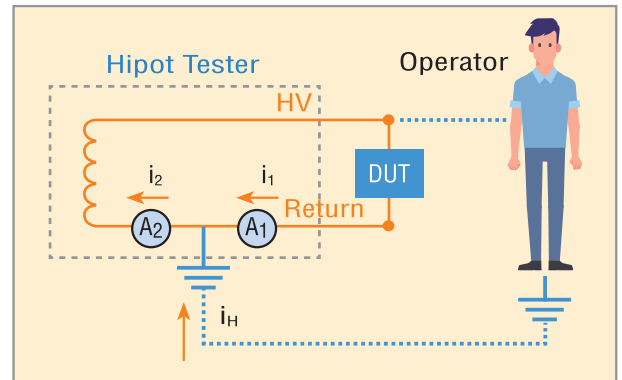 Hipot Tester
Operator
HV
DUT
i2
i1
Return
A2
A1
iH